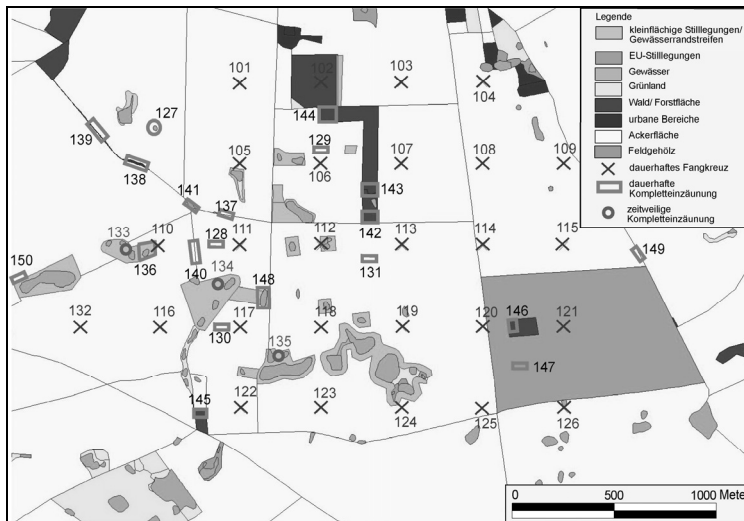 Legende
kleinflächige Stilllegungen/
Gewässerrandstreifen
EU-Stilllegungen
Gewässer
Grünland
Wald/ Forstfläche
urbane Bereiche
Ackerfläche
Feldgehölz
dauerhaftes Fangkreuz
dauerhafte
Kompletteinzäunung
zeitweilige
Kompletteinzäunung
101 102 103 104
127 144
139 129
138 105 106 107 108 109
143
141 137 142
133 110 128 111 112 113 114 115 149
136 140 131
150 134 148
132 116 130 117 118 119 120 146 121
135 147
145 122 123 124 125 126
0 500 1000 Mete